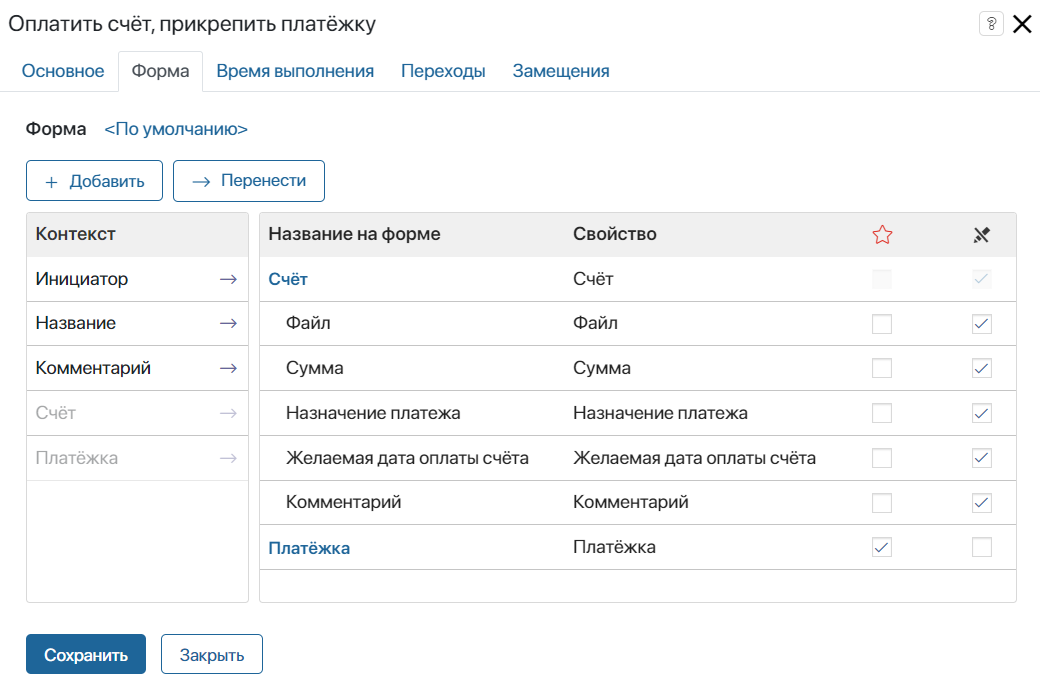 Оплатить счёт, прикрепить платёжку ?
Основное Форма Время выполнения Переходы Замещения
Форма <По умолчанию>
+ Добавить → Перенести
Контекст Название на форме Свойство
Инициатор → Счёт Счёт
Название → Файл Файл
Комментарий → Сумма Сумма
Счёт → Назначение платежа Назначение платежа
Платёжка → Желаемая дата оплаты счёта Желаемая дата оплаты счёта
Комментарий Комментарий
Платёжка Платёжка
Сохранить Закрыть